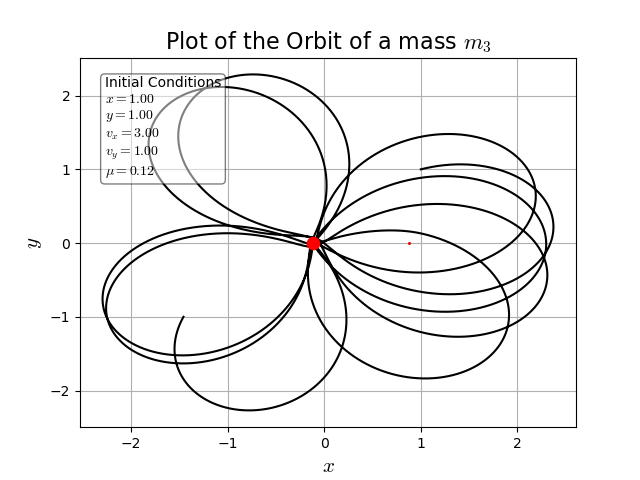 Plot of the Orbit of a mass m₃
Initial Conditions
x = 1.00
y = 1.00
vₓ = 3.00
v_y = 1.00
μ = 0.12
y
2
1
0
−1
−2
−2 −1 0 1 2
x